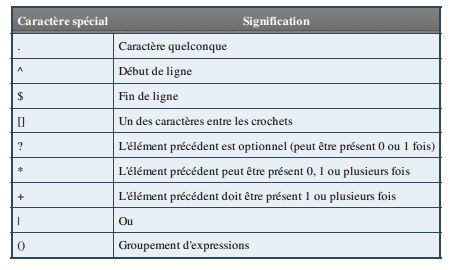 Caractère spécial Signification
. Caractère quelconque
^ Début de ligne
$ Fin de ligne
[] Un des caractères entre les crochets
? L'élément précédent est optionnel (peut être présent 0 ou 1 fois)
* L'élément précédent peut être présent 0, 1 ou plusieurs fois
+ L'élément précédent doit être présent 1 ou plusieurs fois
| Ou
() Groupement d'expressions